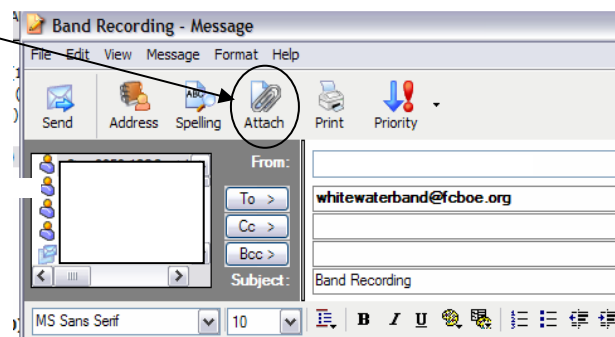 Band Recording - Message
File Edit View Message Format Help
ABC
Send Address Spelling Attach Print Priority
From:
To >
whitewaterband@fcboe.org
Cc >
Bcc >
Subject:
Band Recording
MS Sans Serif 10 B I U